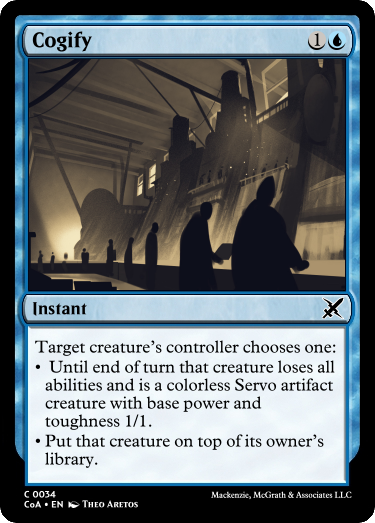 Cogify 1
Instant
Target creature's controller chooses one:
• Until end of turn that creature loses all
abilities and is a colorless Servo artifact
creature with base power and
toughness 1/1.
• Put that creature on top of its owner's
library.
C 0034
CoA • EN Theo Aretos
Mackenzie, McGrath & Associates LLC